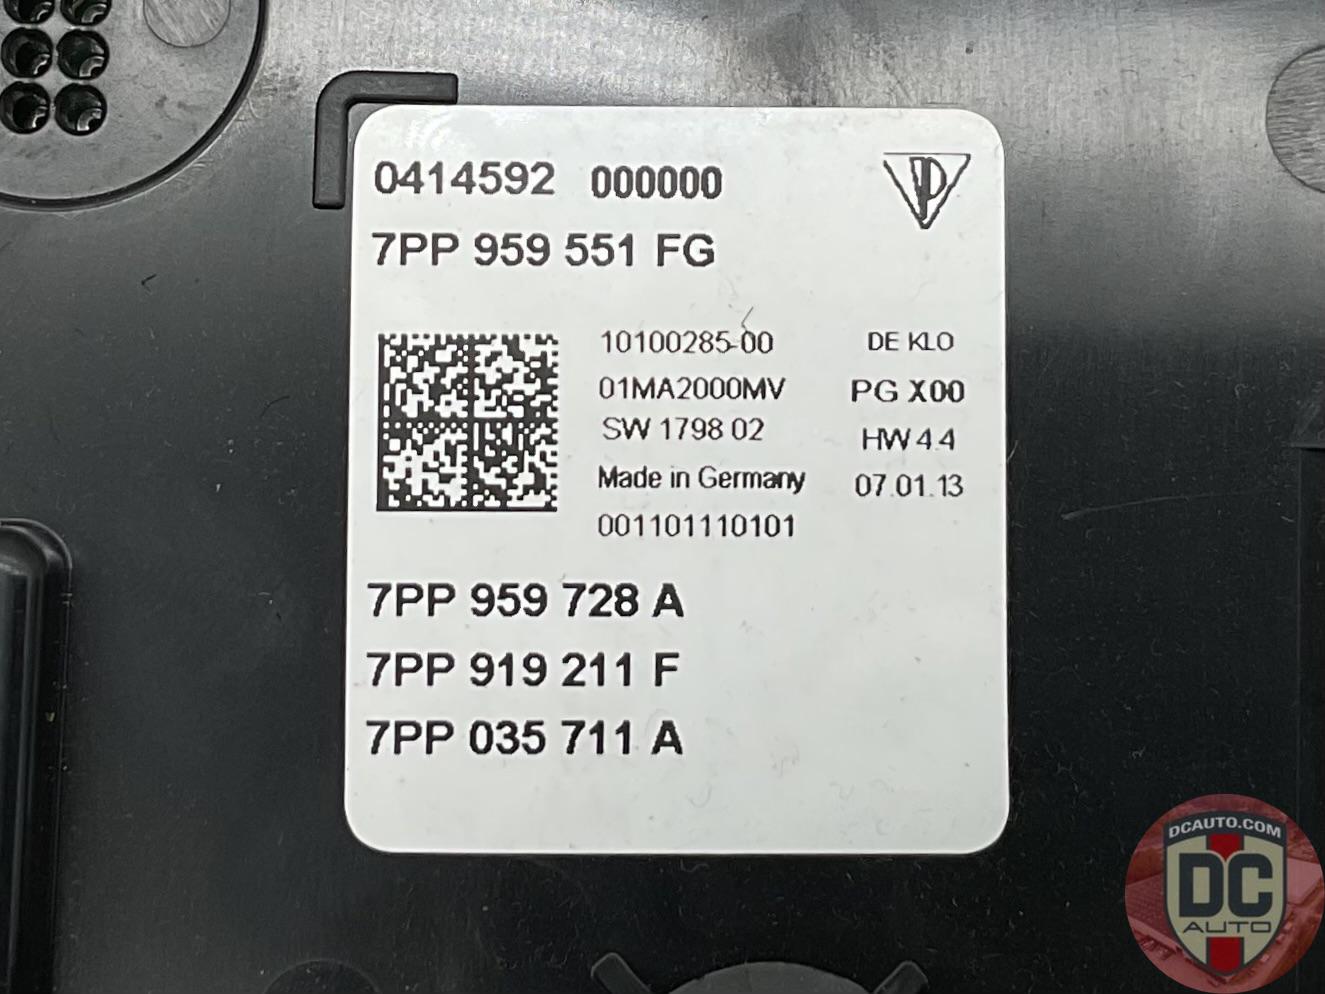 0414592 000000
7PP 959 551 FG
10100285-00 DE KLO
01MA2000MV PG X00
SW 1798 02 HW 4.4
Made in Germany 07.01.13
001101110101
7PP 959 728 A
7PP 919 211 F
7PP 035 711 A
DCAUTO.COM
DC
AUTO